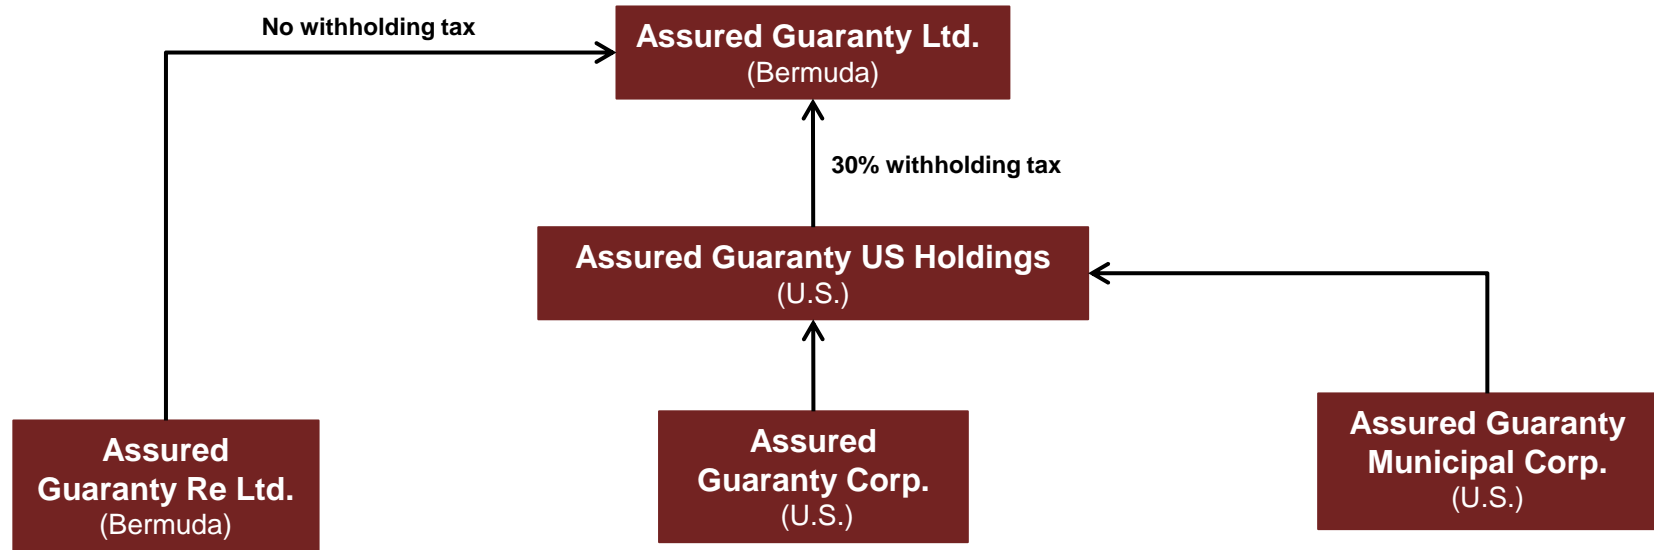 No withholding tax
Assured Guaranty Ltd.
(Bermuda)
30% withholding tax
Assured Guaranty US Holdings
(U.S.)
Assured
Guaranty Re Ltd.
(Bermuda)
Assured
Guaranty Corp.
(U.S.)
Assured Guaranty
Municipal Corp.
(U.S.)